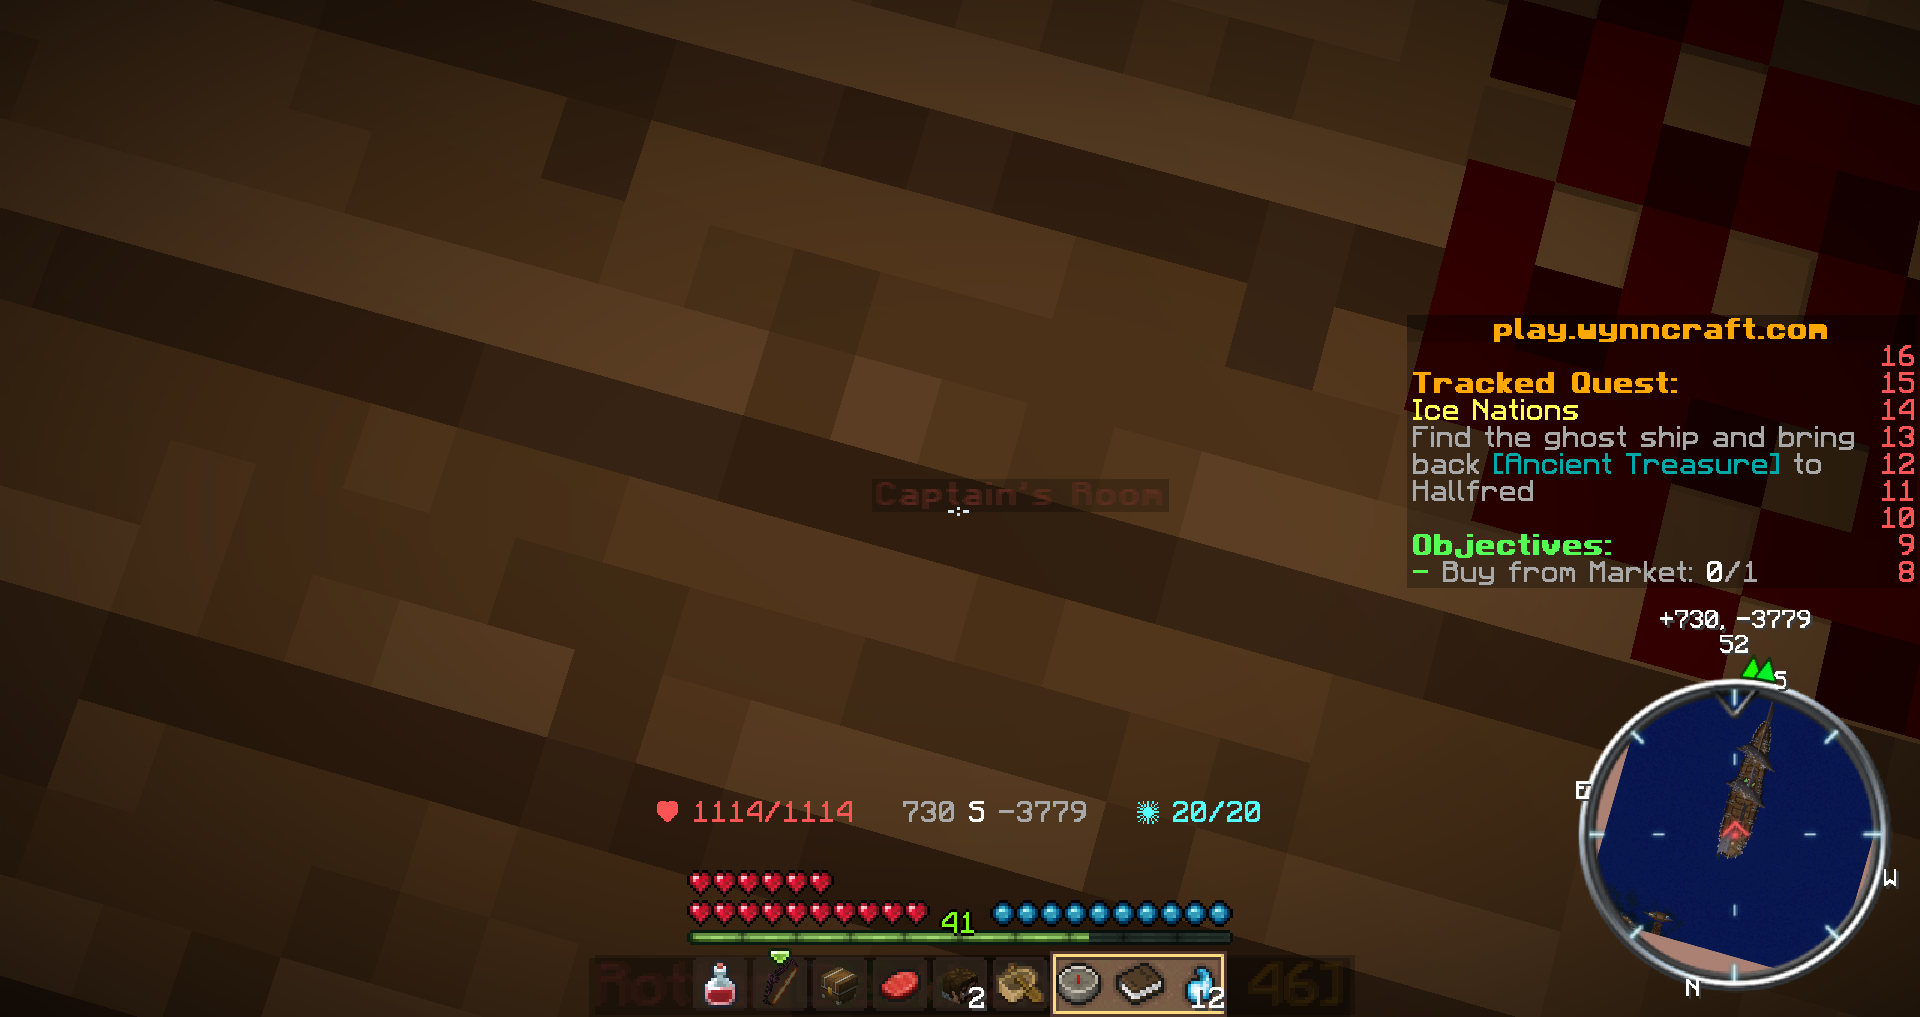 play.wynncraft.com
16
Tracked Quest: 15
Ice Nations 14
Find the ghost ship and bring 13
back [Ancient Treasure] to 12
Hallfred 11
10
Objectives: 9
- Buy from Market: 0/1 8
Captain's Room
+730, -3779
52
S
E
W
N
1114/1114 730 S -3779 20/20
41
2
12
46]